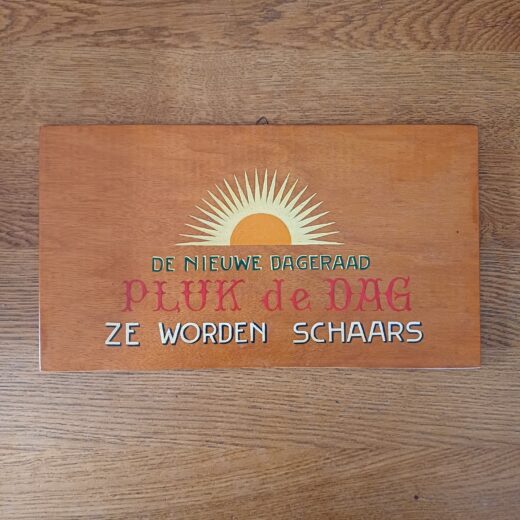 DE NIEUWE DAGERAAD
PLUK de DAG
ZE WORDEN SCHAARS